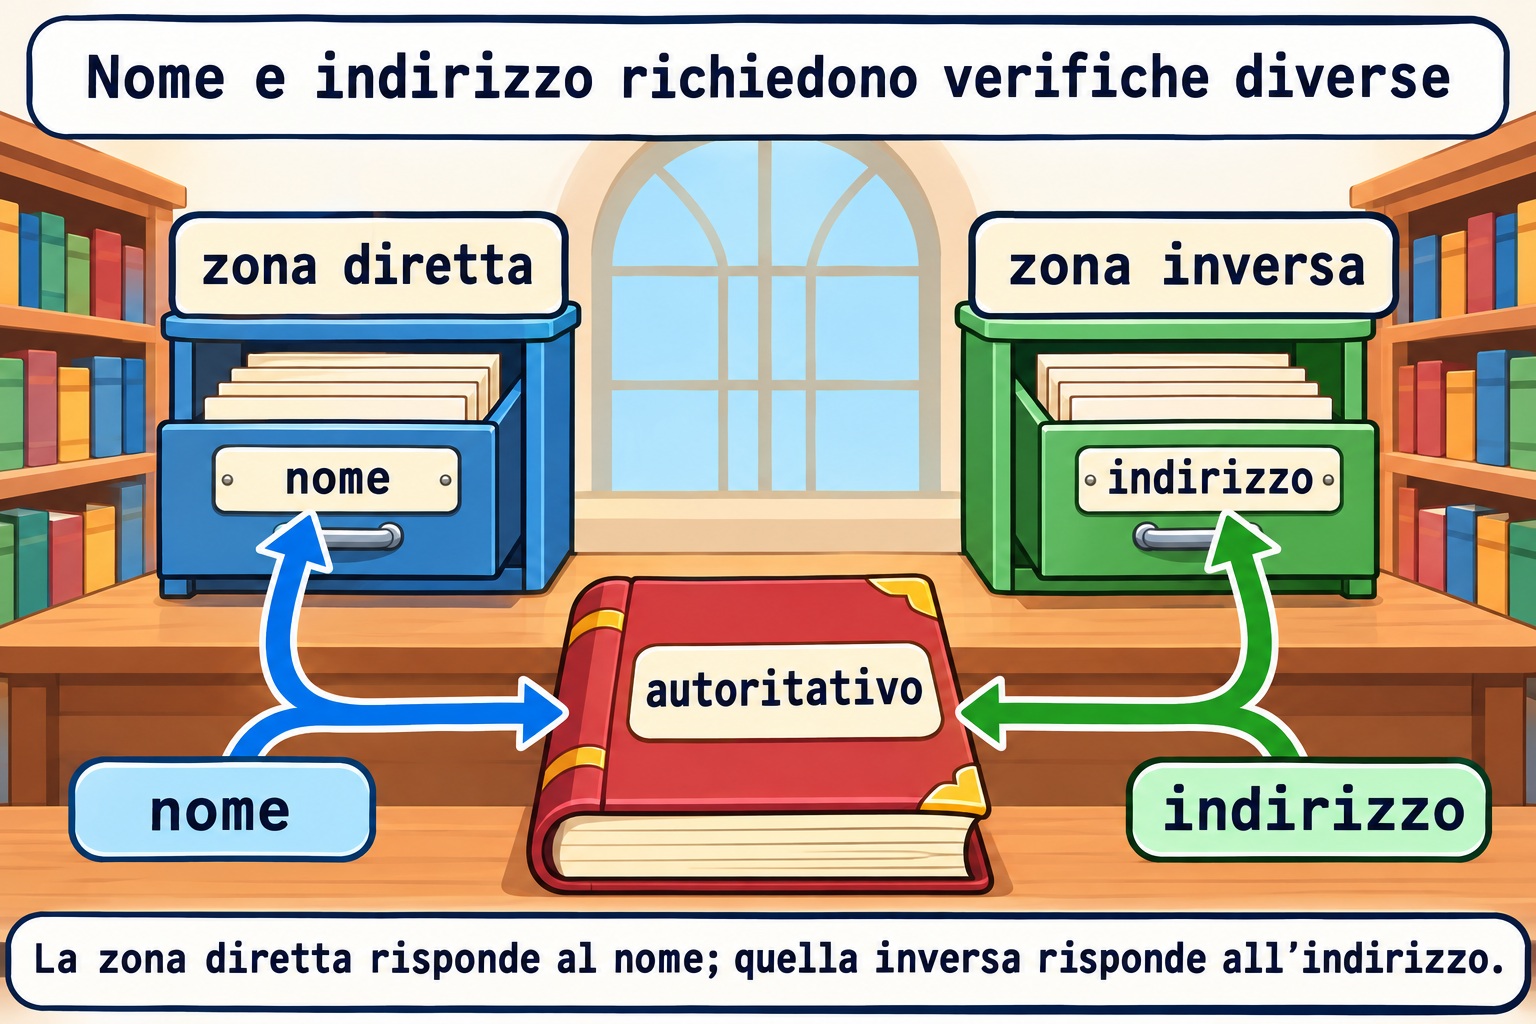 Nome e indirizzo richiedono verifiche diverse
zona diretta
zona inversa
nome
indirizzo
autoritativo
nome
indirizzo
La zona diretta risponde al nome; quella inversa risponde all’indirizzo.